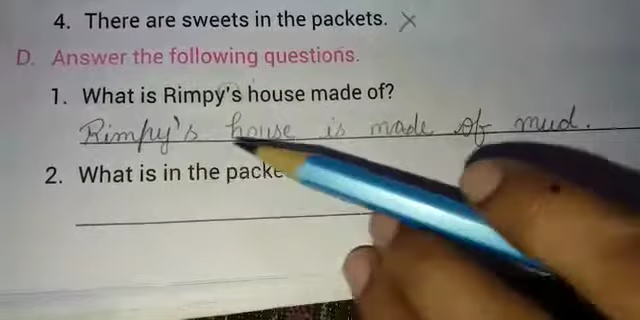 4. There are sweets in the packets. ×
D. Answer the following questions.
1. What is Rimpy's house made of?
Rimpy's house is made of mud.
2. What is in the packe